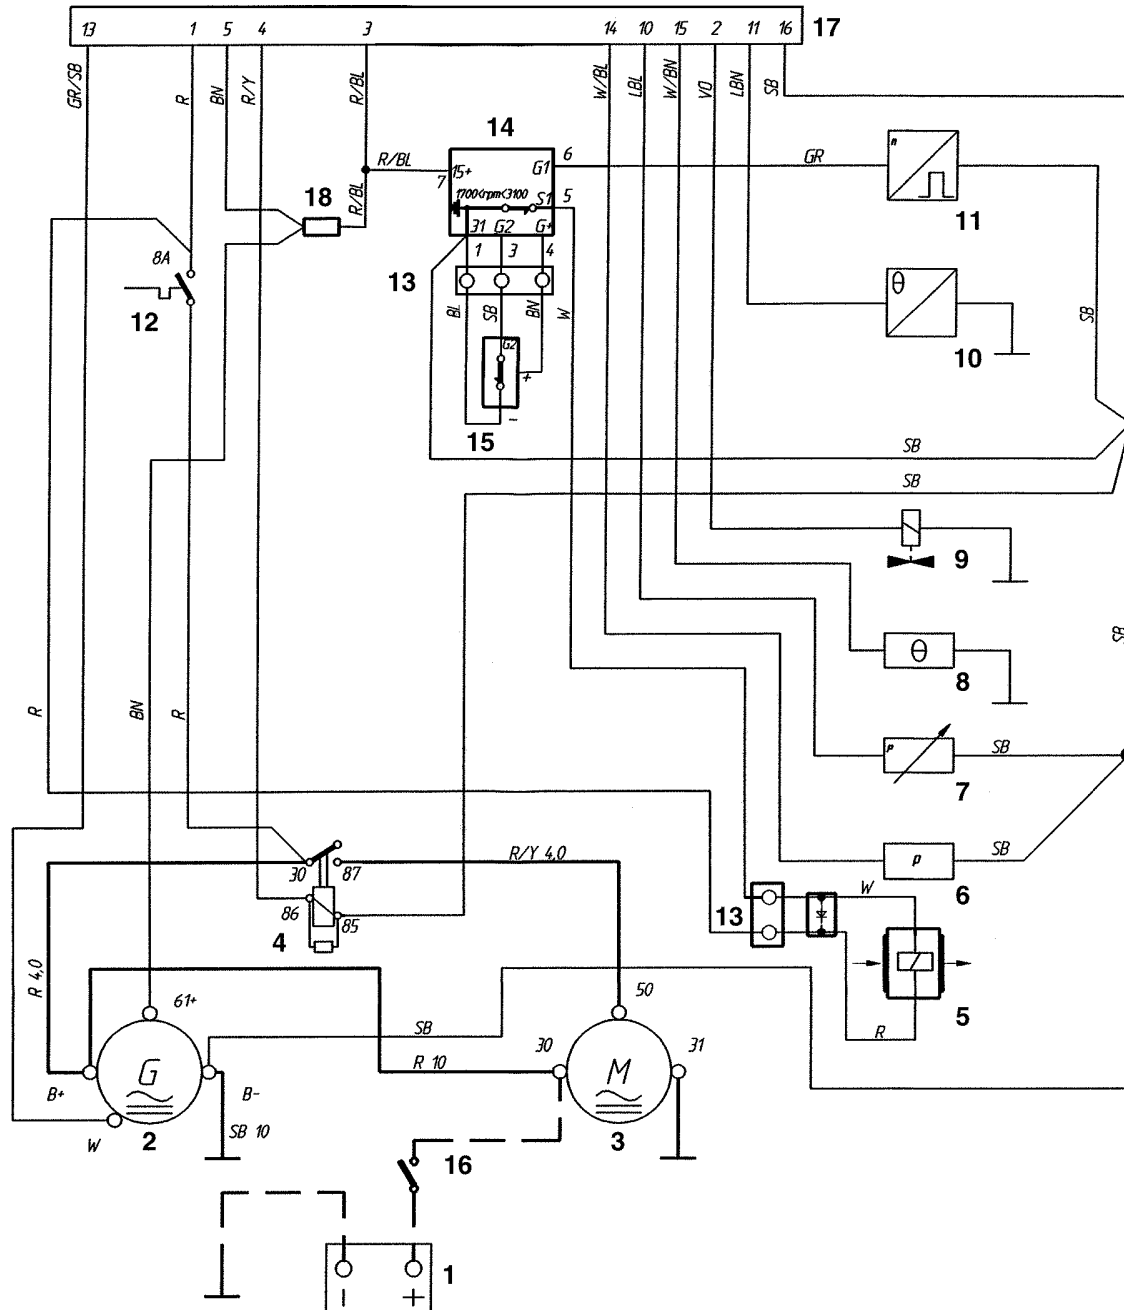 13 1 5 4 3 14 10 15 2 11 16 17
GR/SB R BN R/Y R/BL W/BL LBL W/BN VO LBN SB
14
R/BL 15+ G1 6 GR n
7
1700<rpm<3100 S1 5
18 R/BL
31 G2 G+
11
8A 1 3 4
13
12 BL SB BN W
θ
10
SB
G2
+
15 -
SB
SB
9
SB
θ
8
R BN R
P SB
7
R/Y 4,0
30 87
P SB
6
86 85
4
13 W
R 4,0
61+ 50
5
SB R
30 31
G R 10 M
B+ B-
W 2 SB 10 3
16
1
- +